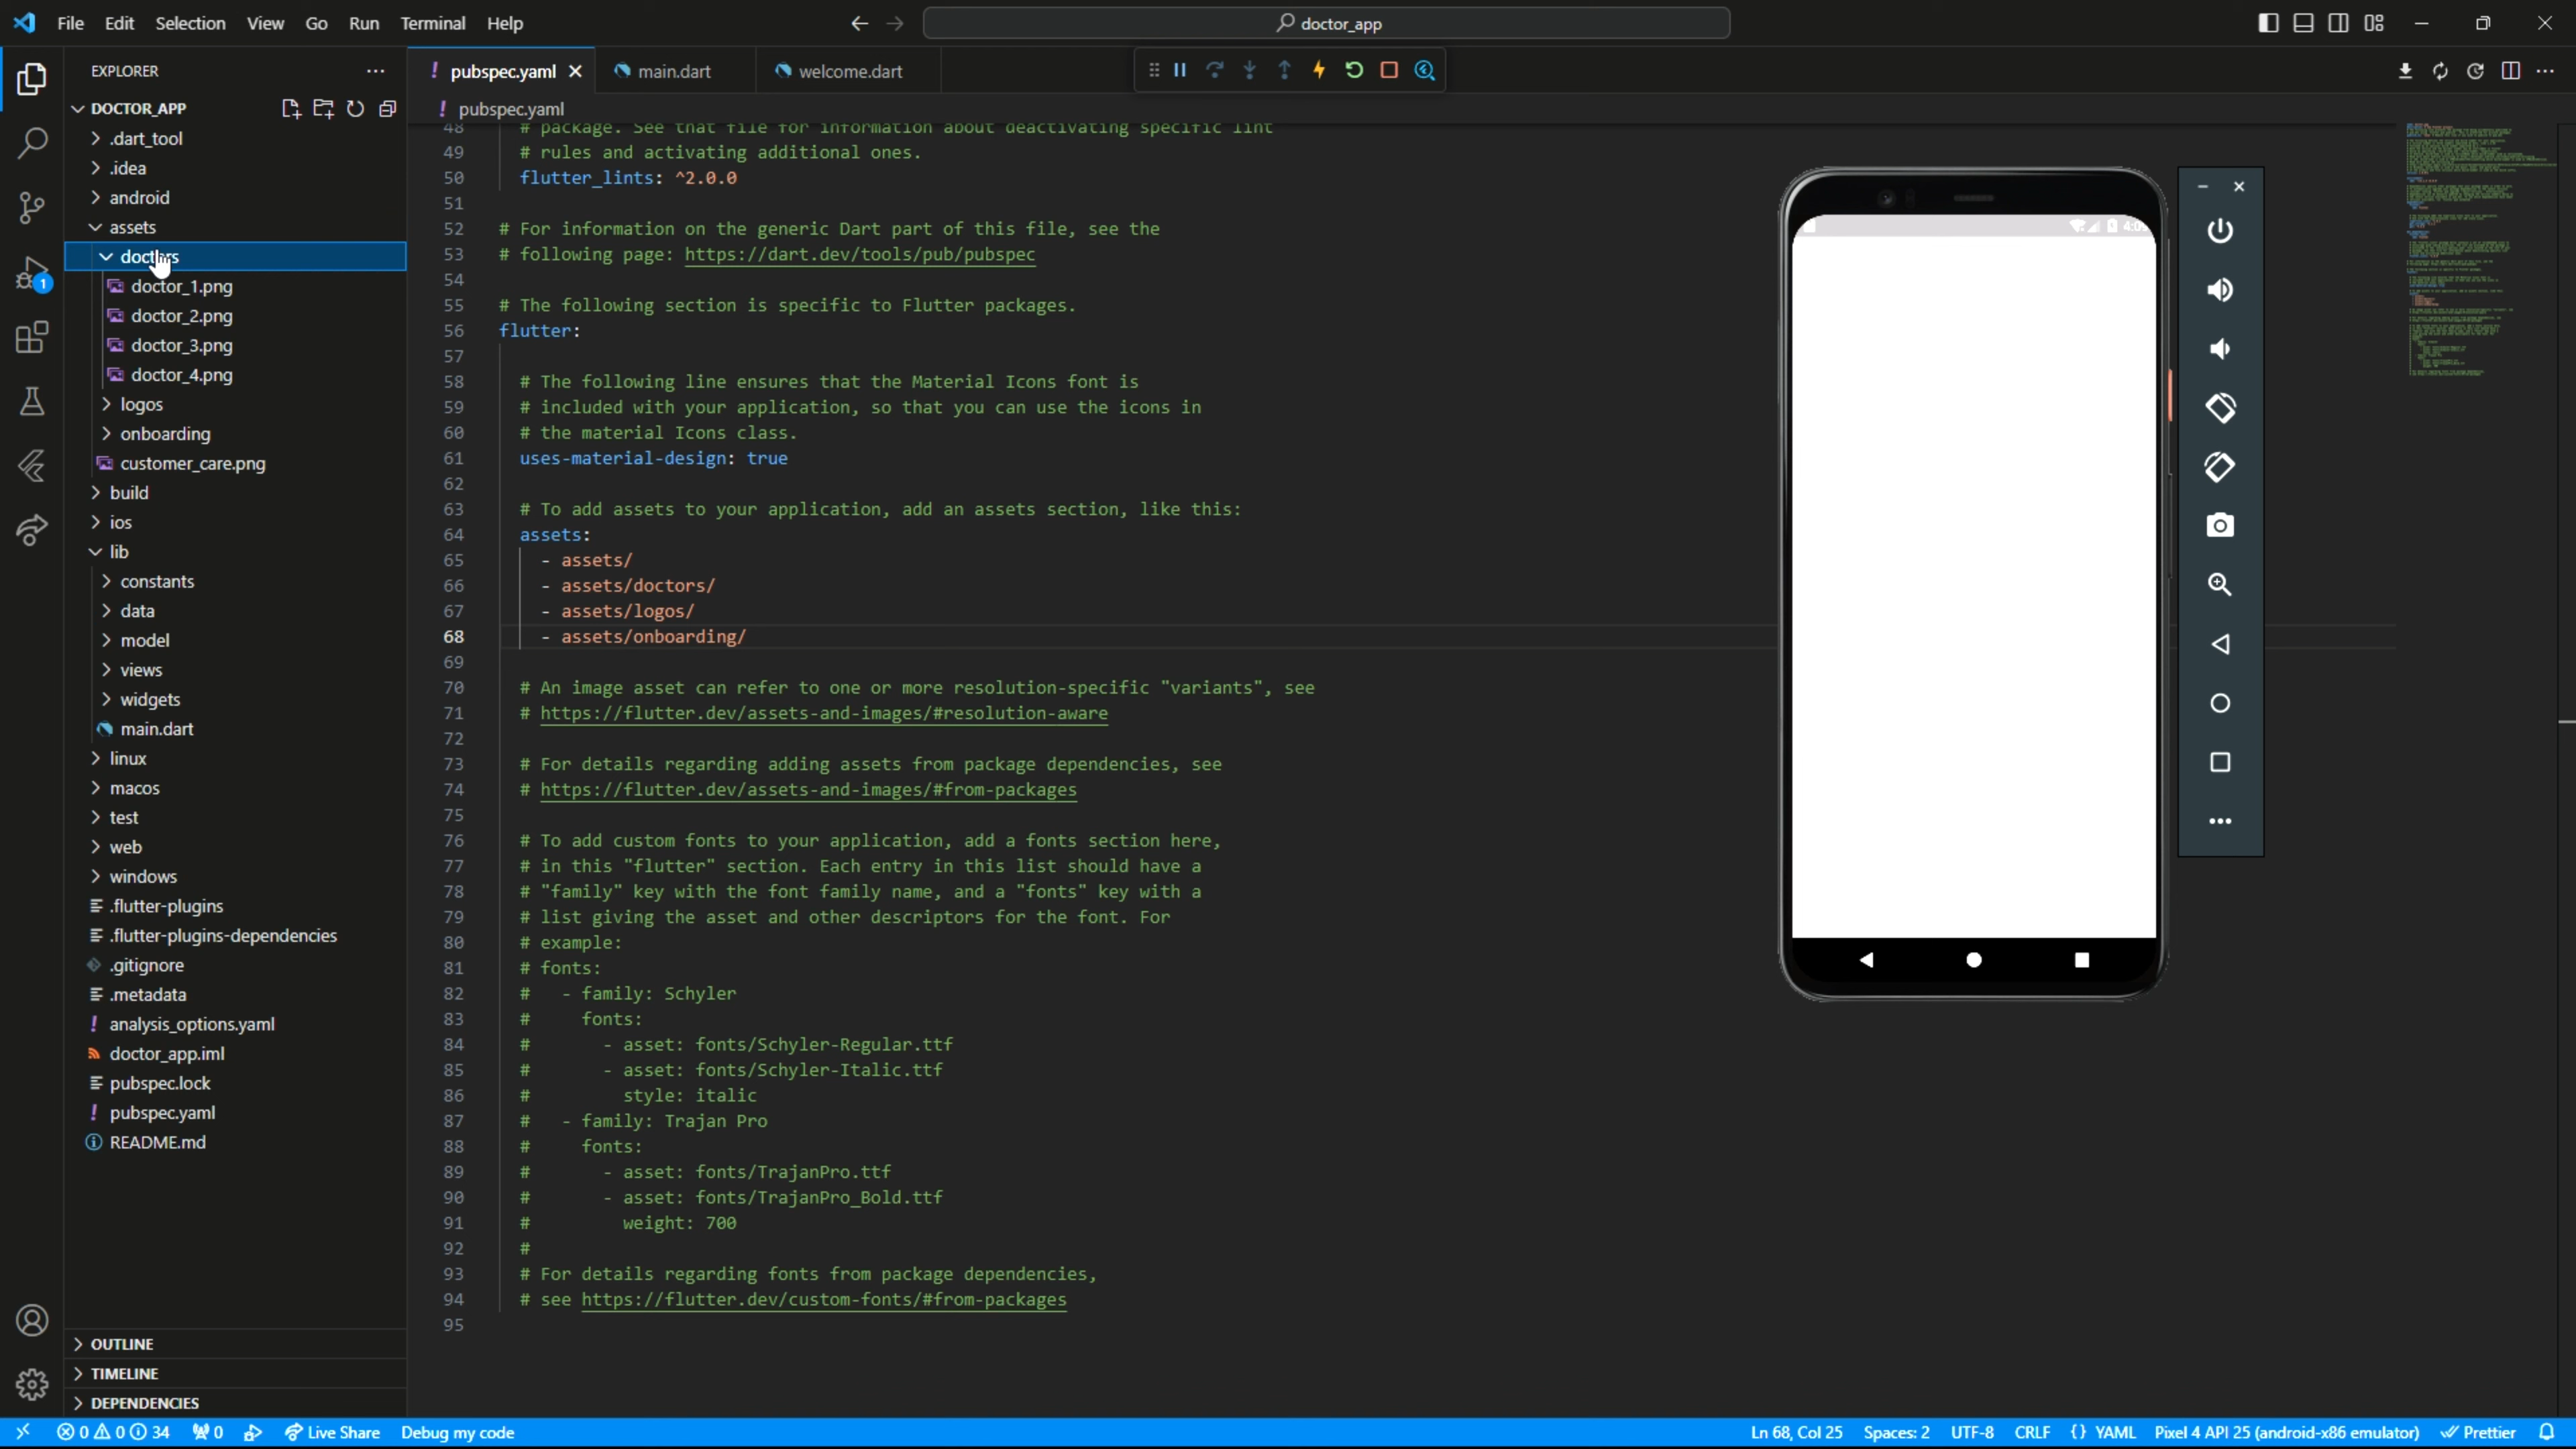 File Edit Selection View Go Run Terminal Help
doctor_app
EXPLORER
pubspec.yaml
main.dart
welcome.dart
DOCTOR_APP
pubspec.yaml
.dart_tool
.idea
android
assets
doctors
doctor_1.png
doctor_2.png
doctor_3.png
doctor_4.png
logos
onboarding
customer_care.png
build
ios
lib
constants
data
model
views
widgets
main.dart
linux
macos
test
web
windows
.flutter-plugins
.flutter-plugins-dependencies
.gitignore
.metadata
analysis_options.yaml
doctor_app.iml
pubspec.lock
pubspec.yaml
README.md
OUTLINE
TIMELINE
DEPENDENCIES
48 # package. See that file for information about deactivating specific lint
49 # rules and activating additional ones.
50 flutter_lints: ^2.0.0
51
52 # For information on the generic Dart part of this file, see the
53 # following page: https://dart.dev/tools/pub/pubspec
54
55 # The following section is specific to Flutter packages.
56 flutter:
57
58 # The following line ensures that the Material Icons font is
59 # included with your application, so that you can use the icons in
60 # the material Icons class.
61 uses-material-design: true
62
63 # To add assets to your application, add an assets section, like this:
64 assets:
65 - assets/
66 - assets/doctors/
67 - assets/logos/
68 - assets/onboarding/
69
70 # An image asset can refer to one or more resolution-specific "variants", see
71 # https://flutter.dev/assets-and-images/#resolution-aware
72
73 # For details regarding adding assets from package dependencies, see
74 # https://flutter.dev/assets-and-images/#from-packages
75
76 # To add custom fonts to your application, add a fonts section here,
77 # in this "flutter" section. Each entry in this list should have a
78 # "family" key with the font family name, and a "fonts" key with a
79 # list giving the asset and other descriptors for the font. For
80 # example:
81 # fonts:
82 # - family: Schyler
83 # fonts:
84 # - asset: fonts/Schyler-Regular.ttf
85 # - asset: fonts/Schyler-Italic.ttf
86 # style: italic
87 # - family: Trajan Pro
88 # fonts:
89 # - asset: fonts/TrajanPro.ttf
90 # - asset: fonts/TrajanPro_Bold.ttf
91 # weight: 700
92 #
93 # For details regarding fonts from package dependencies,
94 # see https://flutter.dev/custom-fonts/#from-packages
95
1
0 0 34 0 Live Share Debug my code Ln 68, Col 25 Spaces: 2 UTF-8 CRLF {} YAML Pixel 4 API 25 (android-x86 emulator) Prettier